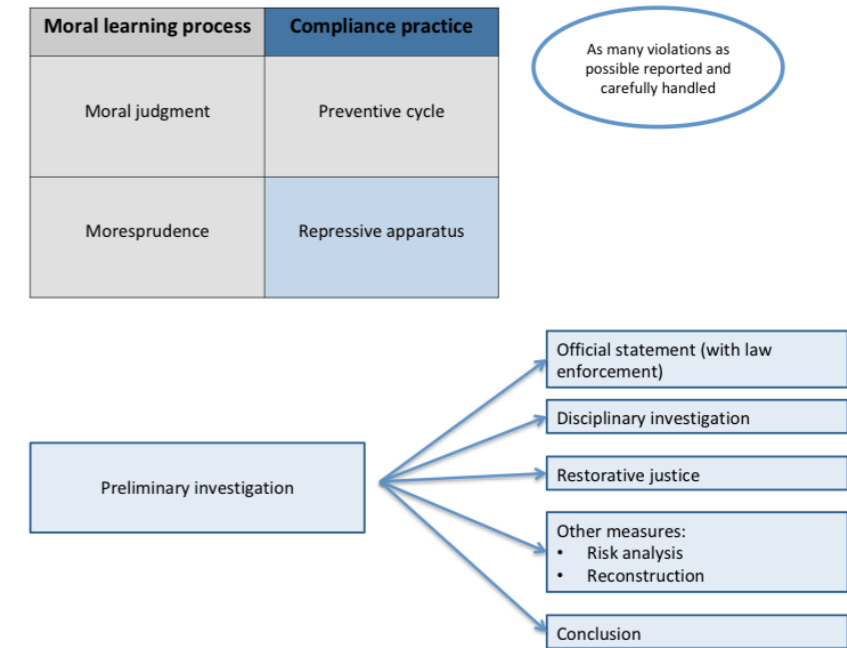 Moral learning process
Compliance practice
As many violations as
possible reported and
carefully handled
Moral judgment
Preventive cycle
Moresprudence
Repressive apparatus
Preliminary investigation
Official statement (with law
enforcement)
Disciplinary investigation
Restorative justice
Other measures:
• Risk analysis
• Reconstruction
Conclusion